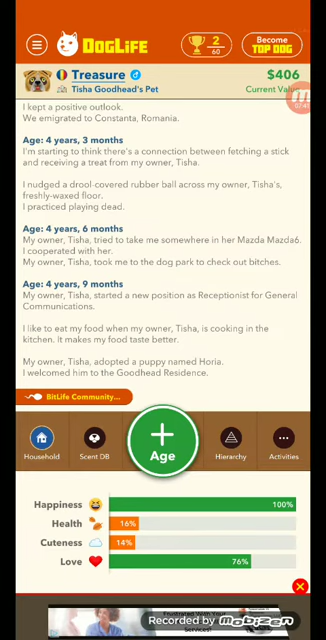 DOGLIFE
2
60
Become
TOP DOG
Treasure
$406
Tisha Goodhead's Pet
Current Val
I kept a positive outlook.
We emigrated to Constanta, Romania.
Age: 4 years, 3 months
I'm starting to think there's a connection between fetching a stick
and receiving a treat from my owner, Tisha.
I nudged a drool-covered rubber ball across my owner, Tisha's,
freshly-waxed floor.
I practiced playing dead.
Age: 4 years, 6 months
My owner, Tisha, tried to take me somewhere in her Mazda Mazda6.
I cooperated with her.
My owner, Tisha, took me to the dog park to check out bitches.
Age: 4 years, 9 months
My owner, Tisha, started a new position as Receptionist for General
Communications.
I like to eat my food when my owner, Tisha, is cooking in the
kitchen. It makes my food taste better.
My owner, Tisha, adopted a puppy named Horia.
I welcomed him to the Goodhead Residence.
BitLife Community...
Household
Scent DB
Age
Hierarchy
Activities
Happiness
100%
Health
16%
Cuteness
14%
Love
76%
Recorded by MOBIZEN